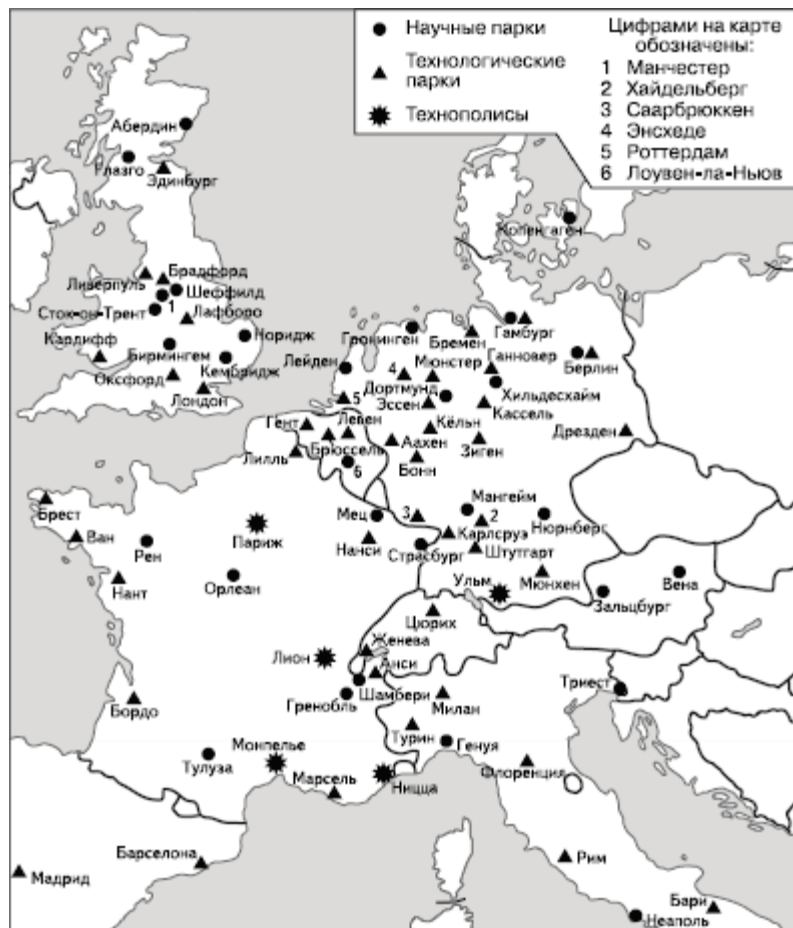 Научные парки
Технологические
парки
Технополисы
Цифрами на карте
обозначены:
1 Манчестер
2 Хайдельберг
3 Саарбрюккен
4 Энсхеде
5 Роттердам
6 Лоувен-ла-Ньюв
Абердин
Глазго
Эдинбург
Копенгаген
Ливерпуль
Брадфорд
Шеффилд
Сток-он-Трент
1
Лафборо
Кардифф
Норидж
Бирмингем
Кембридж
Оксфорд
Лондон
Гронинген
Бремен
Гамбург
Лейден
4
Мюнстер
Ганновер
Берлин
Дортмунд
Хильдесхайм
5
Эссен
Кассель
Гент
Левен
Кёльн
Дрезден
Брюссель
Аахен
Зиген
Лилль
6
Бонн
Брест
Ван
Париж
Мец
3
Мангейм
2
Нюрнберг
Рен
Нанси
Карлсруэ
Страсбург
Штутгарт
Нант
Орлеан
Ульм
Мюнхен
Вена
Зальцбург
Цюрих
Женева
Лион
Анси
Шамбери
Гренобль
Милан
Триест
Бордо
Турин
Генуя
Монпелье
Тулуза
Ницца
Флоренция
Марсель
Барселона
Мадрид
Рим
Бари
Неаполь